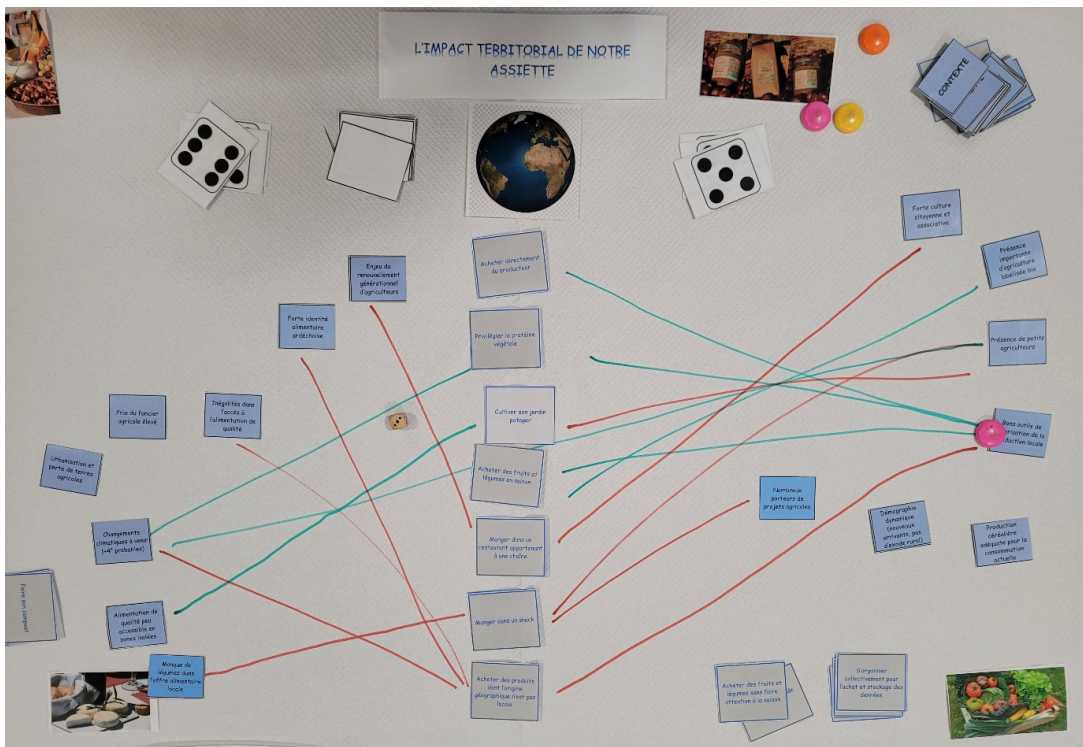 L'IMPACT TERRITORIAL DE NOTRE
ASSIETTE
CONTEXTE
Forte culture
citoyenne et
associative
Présence
importante
d'agriculture
labélisée bio
Enjeu du
renouvellement
générationnel
d'agriculteurs
Acheter directement
du producteur
Forte identité
alimentaire
ardéchoise
Privilégier la protéine
végétale
Présence de petits
agriculteurs
Prix du foncier
agricole élevé
Inégalités dans
l'accès à
l'alimentation de
qualité
Cultiver son jardin
potager
Bons outils de
de la
locale
Urbanisation et
perte de terres
agricoles
Acheter des fruits et
légumes en saison
Nombreux
porteurs de
projets agricoles
Changements
climatiques à venir
(+4° probables)
Manger dans un
restaurant appartenant
à une chaîne
Démographie
dynamique
(nouveaux
arrivants, pas
d'exode rural)
Production
céréalière
adéquate pour la
consommation
actuelle
Faire son compost
Alimentation de
qualité peu
accessible en
zones isolées
Manger dans un snack
Manque de
légumes dans
l'offre alimentaire
locale
Acheter des produits
dont l'origine
géographique n'est pas
locale
Acheter des fruits et
légumes sans faire
attention à la saison
de
S'organiser
collectivement pour
l'achat et stockage des
denrées